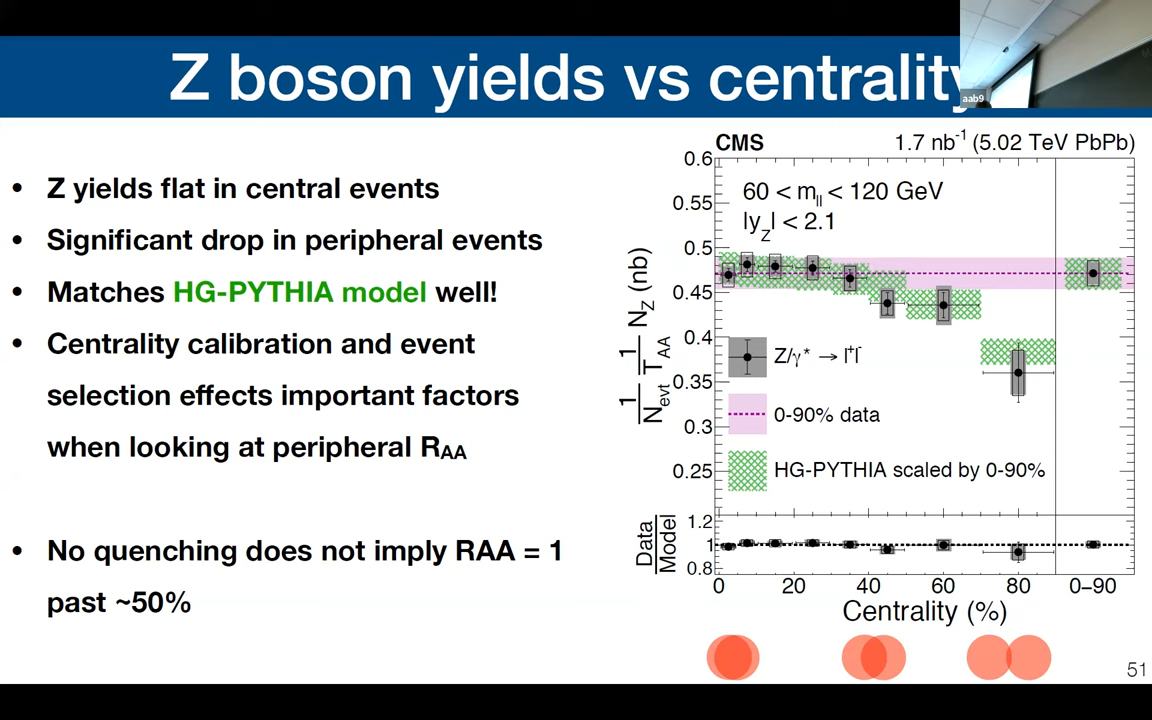 Z boson yields vs centrality
aab9
• Z yields flat in central events
• Significant drop in peripheral events
• Matches HG-PYTHIA model well!
• Centrality calibration and event
selection effects important factors
when looking at peripheral RAA
• No quenching does not imply RAA = 1
past ~50%
CMS
1.7 nb⁻¹ (5.02 TeV PbPb)
60 < mll < 120 GeV
|yZ| < 2.1
1/Nevt 1/TAA NZ (nb)
0.6
0.55
0.5
0.45
0.4
0.35
0.3
0.25
Z/γ* → l⁺l⁻
0-90% data
HG-PYTHIA scaled by 0-90%
Data/Model
1.2
1
0.8
0 20 40 60 80 0–90
Centrality (%)
51